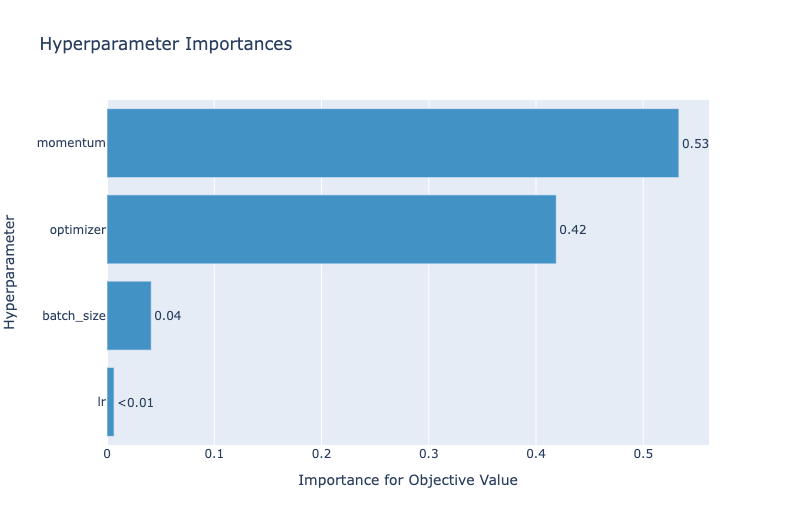 Hyperparameter Importances
Hyperparameter
momentum
0.53
optimizer
0.42
batch_size
0.04
lr
<0.01
0 0.1 0.2 0.3 0.4 0.5
Importance for Objective Value